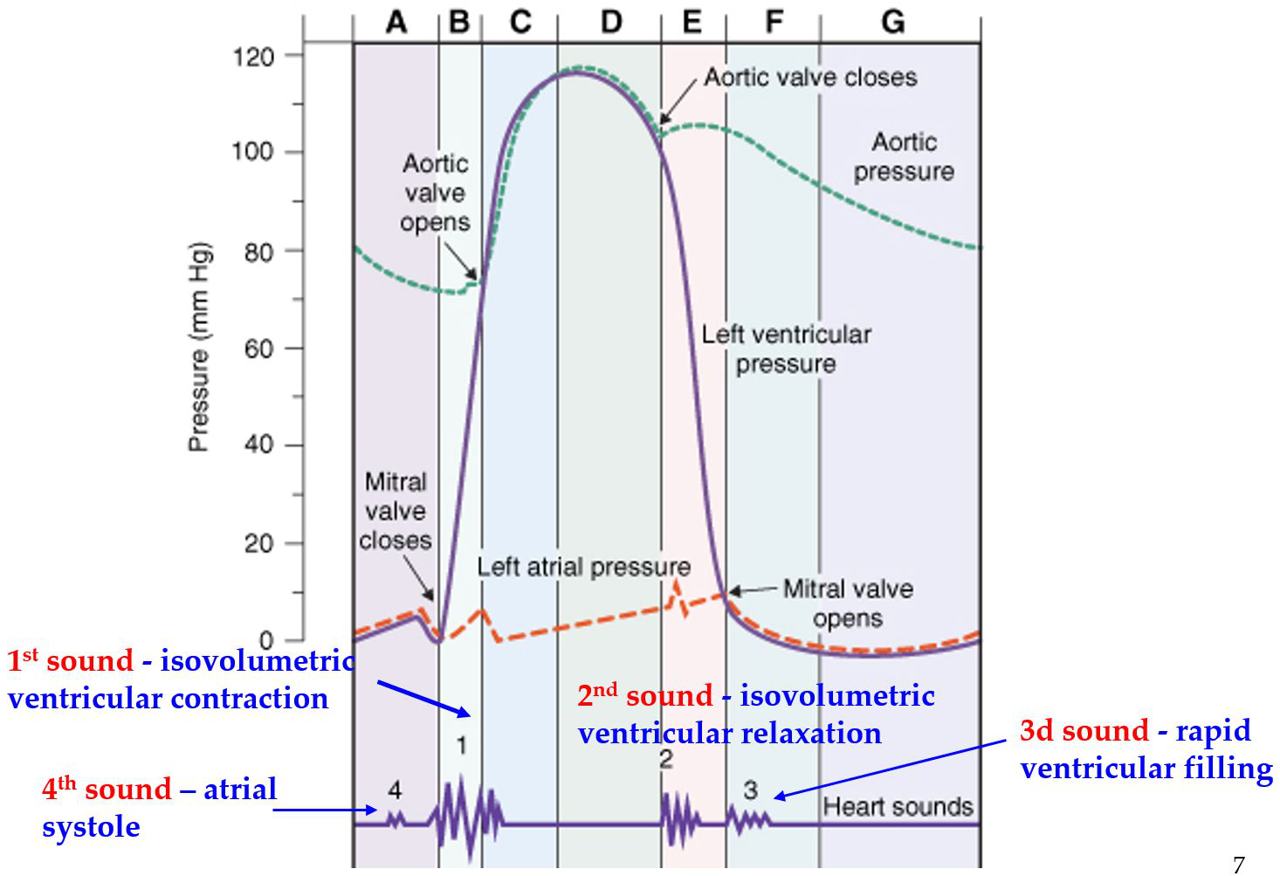 A B C D E F G
120
100
80
60
40
20
0
Pressure (mm Hg)
Aortic valve closes
Aortic
pressure
Aortic
valve
opens
Left ventricular
pressure
Mitral
valve
closes
Left atrial pressure
Mitral valve
opens
1st sound - isovolumetric
ventricular contraction
2nd sound - isovolumetric
ventricular relaxation
3d sound - rapid
ventricular filling
4th sound – atrial
systole
1
2
4
3
Heart sounds
7